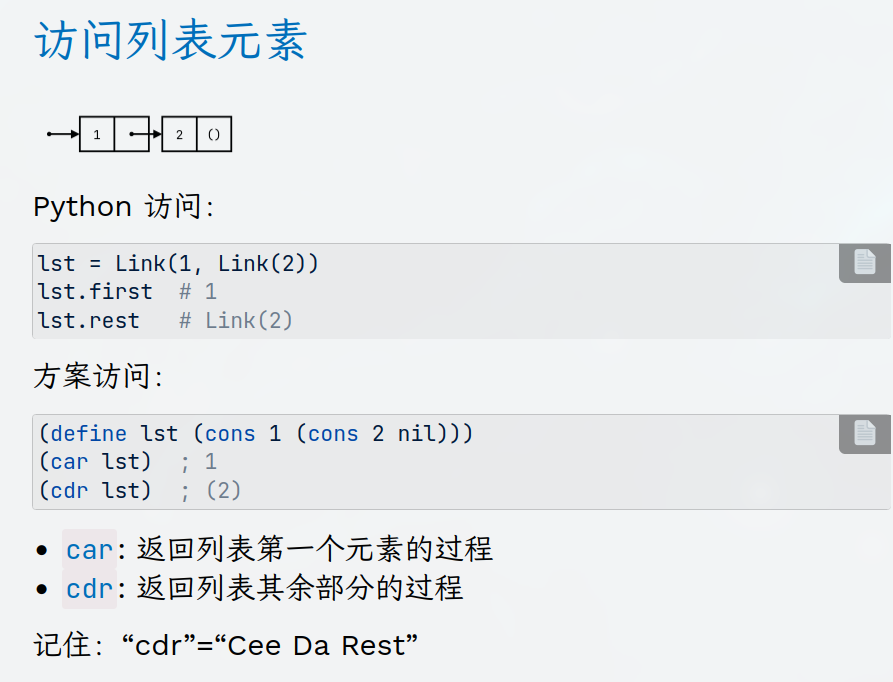 访问列表元素
1 2 ()
Python 访问：
lst = Link(1, Link(2))
lst.first  # 1
lst.rest   # Link(2)
方案访问：
(define lst (cons 1 (cons 2 nil)))
(car lst)  ; 1
(cdr lst)  ; (2)
• car: 返回列表第一个元素的过程
• cdr: 返回列表其余部分的过程
记住：“cdr”=“Cee Da Rest”